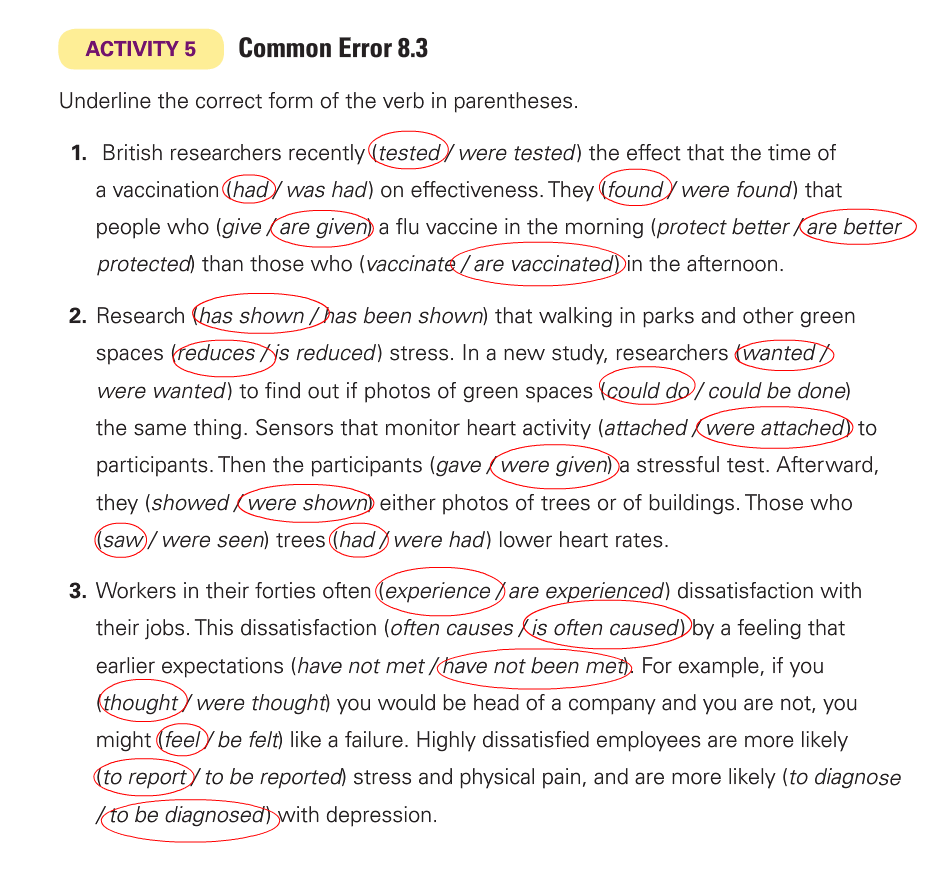 ACTIVITY 5 Common Error 8.3
Underline the correct form of the verb in parentheses.
1. British researchers recently (tested / were tested) the effect that the time of
a vaccination (had / was had) on effectiveness. They (found / were found) that
people who (give / are given) a flu vaccine in the morning (protect better / are better
protected) than those who (vaccinate / are vaccinated) in the afternoon.
2. Research (has shown / has been shown) that walking in parks and other green
spaces (reduces / is reduced) stress. In a new study, researchers (wanted /
were wanted) to find out if photos of green spaces (could do / could be done)
the same thing. Sensors that monitor heart activity (attached / were attached) to
participants. Then the participants (gave / were given) a stressful test. Afterward,
they (showed / were shown) either photos of trees or of buildings. Those who
(saw / were seen) trees (had / were had) lower heart rates.
3. Workers in their forties often (experience / are experienced) dissatisfaction with
their jobs. This dissatisfaction (often causes / is often caused) by a feeling that
earlier expectations (have not met / have not been met). For example, if you
(thought / were thought) you would be head of a company and you are not, you
might (feel / be felt) like a failure. Highly dissatisfied employees are more likely
(to report / to be reported) stress and physical pain, and are more likely (to diagnose
/ to be diagnosed) with depression.